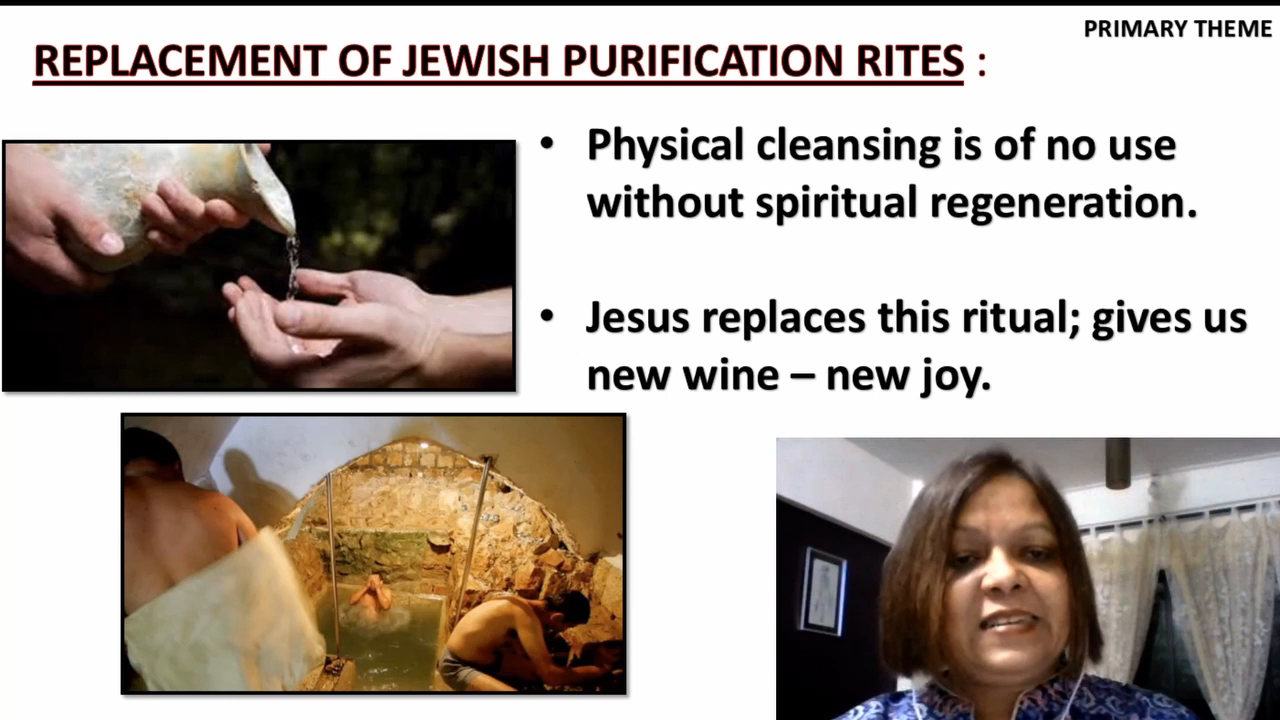 PRIMARY THEME
REPLACEMENT OF JEWISH PURIFICATION RITES :
• Physical cleansing is of no use
without spiritual regeneration.
• Jesus replaces this ritual; gives us
new wine – new joy.